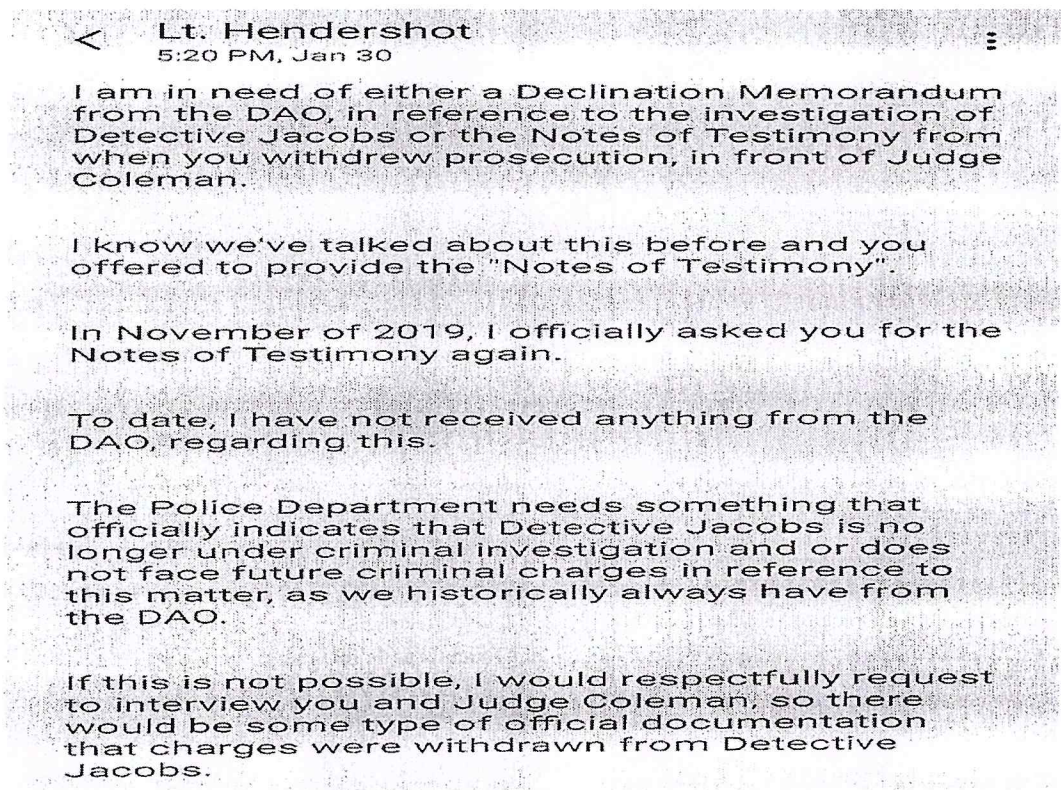 Lt. Hendershot
5:20 PM, Jan 30
I am in need of either a Declination Memorandum
from the DAO, in reference to the investigation of
Detective Jacobs or the Notes of Testimony from
when you withdrew prosecution, in front of Judge
Coleman.
I know we've talked about this before and you
offered to provide the "Notes of Testimony".
In November of 2019, I officially asked you for the
Notes of Testimony again.
To date, I have not received anything from the
DAO, regarding this.
The Police Department needs something that
officially indicates that Detective Jacobs is no
longer under criminal investigation and or does
not face future criminal charges in reference to
this matter, as we historically always have from
the DAO.
If this is not possible, I would respectfully request
to interview you and Judge Coleman, so there
would be some type of official documentation
that charges were withdrawn from Detective
Jacobs.